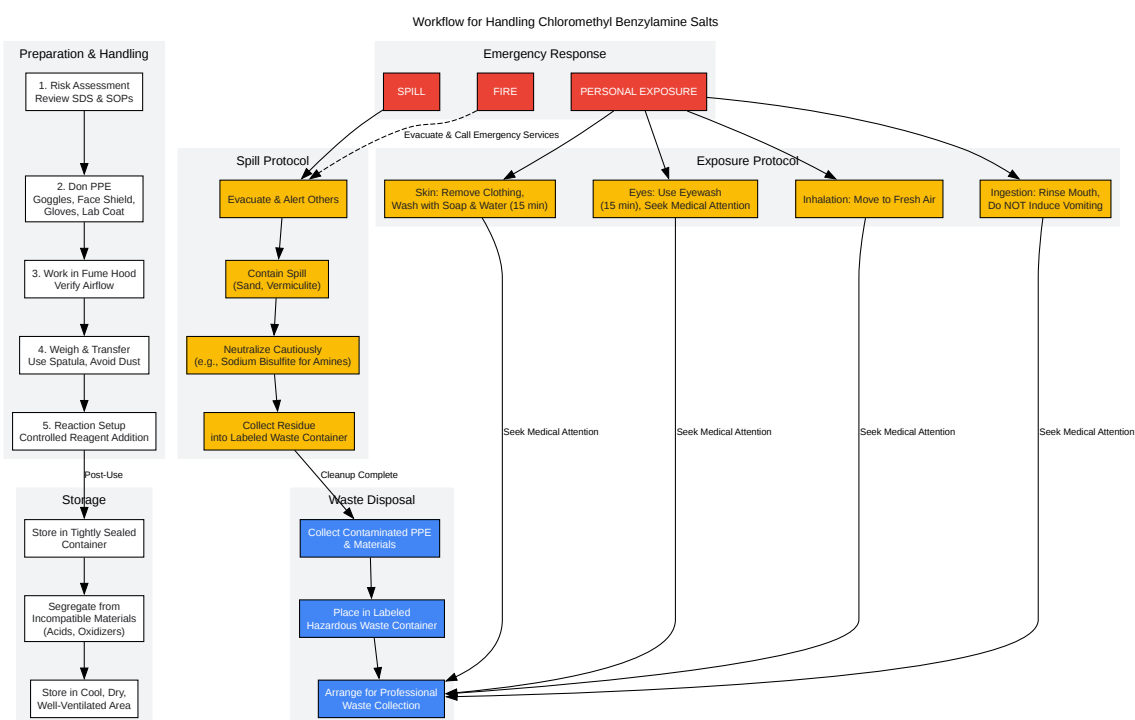 Workflow for Handling Chloromethyl Benzylamine Salts
Preparation & Handling
1. Risk Assessment
Review SDS & SOPs
2. Don PPE
Goggles, Face Shield,
Gloves, Lab Coat
3. Work in Fume Hood
Verify Airflow
4. Weigh & Transfer
Use Spatula, Avoid Dust
5. Reaction Setup
Controlled Reagent Addition
Post-Use
Storage
Store in Tightly Sealed
Container
Segregate from
Incompatible Materials
(Acids, Oxidizers)
Store in Cool, Dry,
Well-Ventilated Area
Emergency Response
SPILL
FIRE
PERSONAL EXPOSURE
Evacuate & Call Emergency Services
Spill Protocol
Evacuate & Alert Others
Contain Spill
(Sand, Vermiculite)
Neutralize Cautiously
(e.g., Sodium Bisulfite for Amines)
Collect Residue
into Labeled Waste Container
Cleanup Complete
Waste Disposal
Collect Contaminated PPE
& Materials
Place in Labeled
Hazardous Waste Container
Arrange for Professional
Waste Collection
Exposure Protocol
Skin: Remove Clothing,
Wash with Soap & Water (15 min)
Eyes: Use Eyewash
(15 min), Seek Medical Attention
Inhalation: Move to Fresh Air
Ingestion: Rinse Mouth,
Do NOT Induce Vomiting
Seek Medical Attention
Seek Medical Attention
Seek Medical Attention
Seek Medical Attention